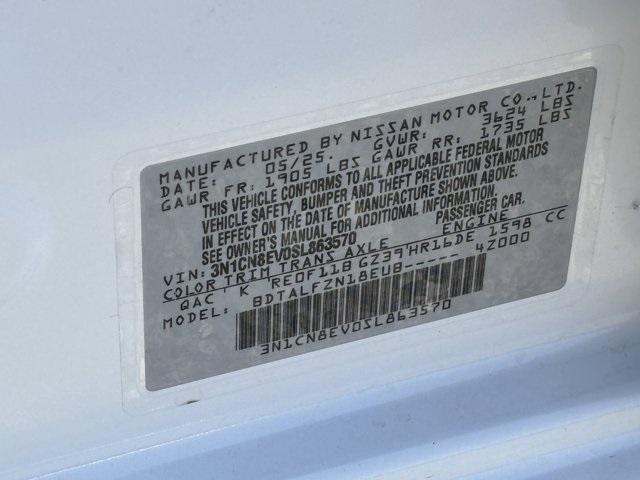 MANUFACTURED BY NISSAN MOTOR CO.,LTD.
DATE: 05/25. GVWR: 3624 LBS
GAWR FR: 1905 LBS GAWR RR: 1735 LBS
THIS VEHICLE CONFORMS TO ALL APPLICABLE FEDERAL MOTOR
VEHICLE SAFETY, BUMPER AND THEFT PREVENTION STANDARDS
IN EFFECT ON THE DATE OF MANUFACTURE SHOWN ABOVE.
SEE OWNER'S MANUAL FOR ADDITIONAL INFORMATION.
VIN: 3N1CN8EV0SL863570 PASSENGER CAR.
COLOR TRIM TRANS AXLE ENGINE
QAC K RE0F11B GZ39 HR16DE 1598 CC
MODEL: BDTALFZN18EUB----- 4Z000
3N1CN8EV0SL863570